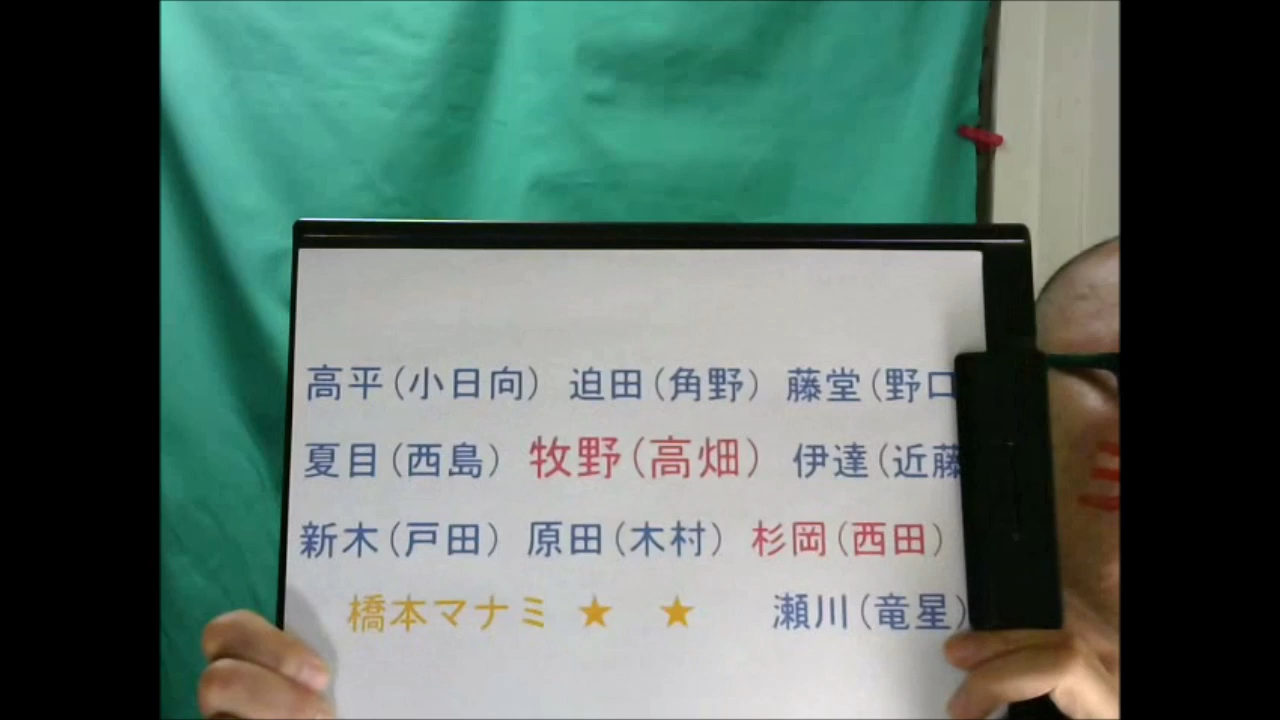 高平(小日向) 迫田(角野) 藤堂(野口
夏目(西島) 牧野(高畑) 伊達(近藤
新木(戸田) 原田(木村) 杉岡(西田)
橋本マナミ ★ ★ 瀬川(竜星)